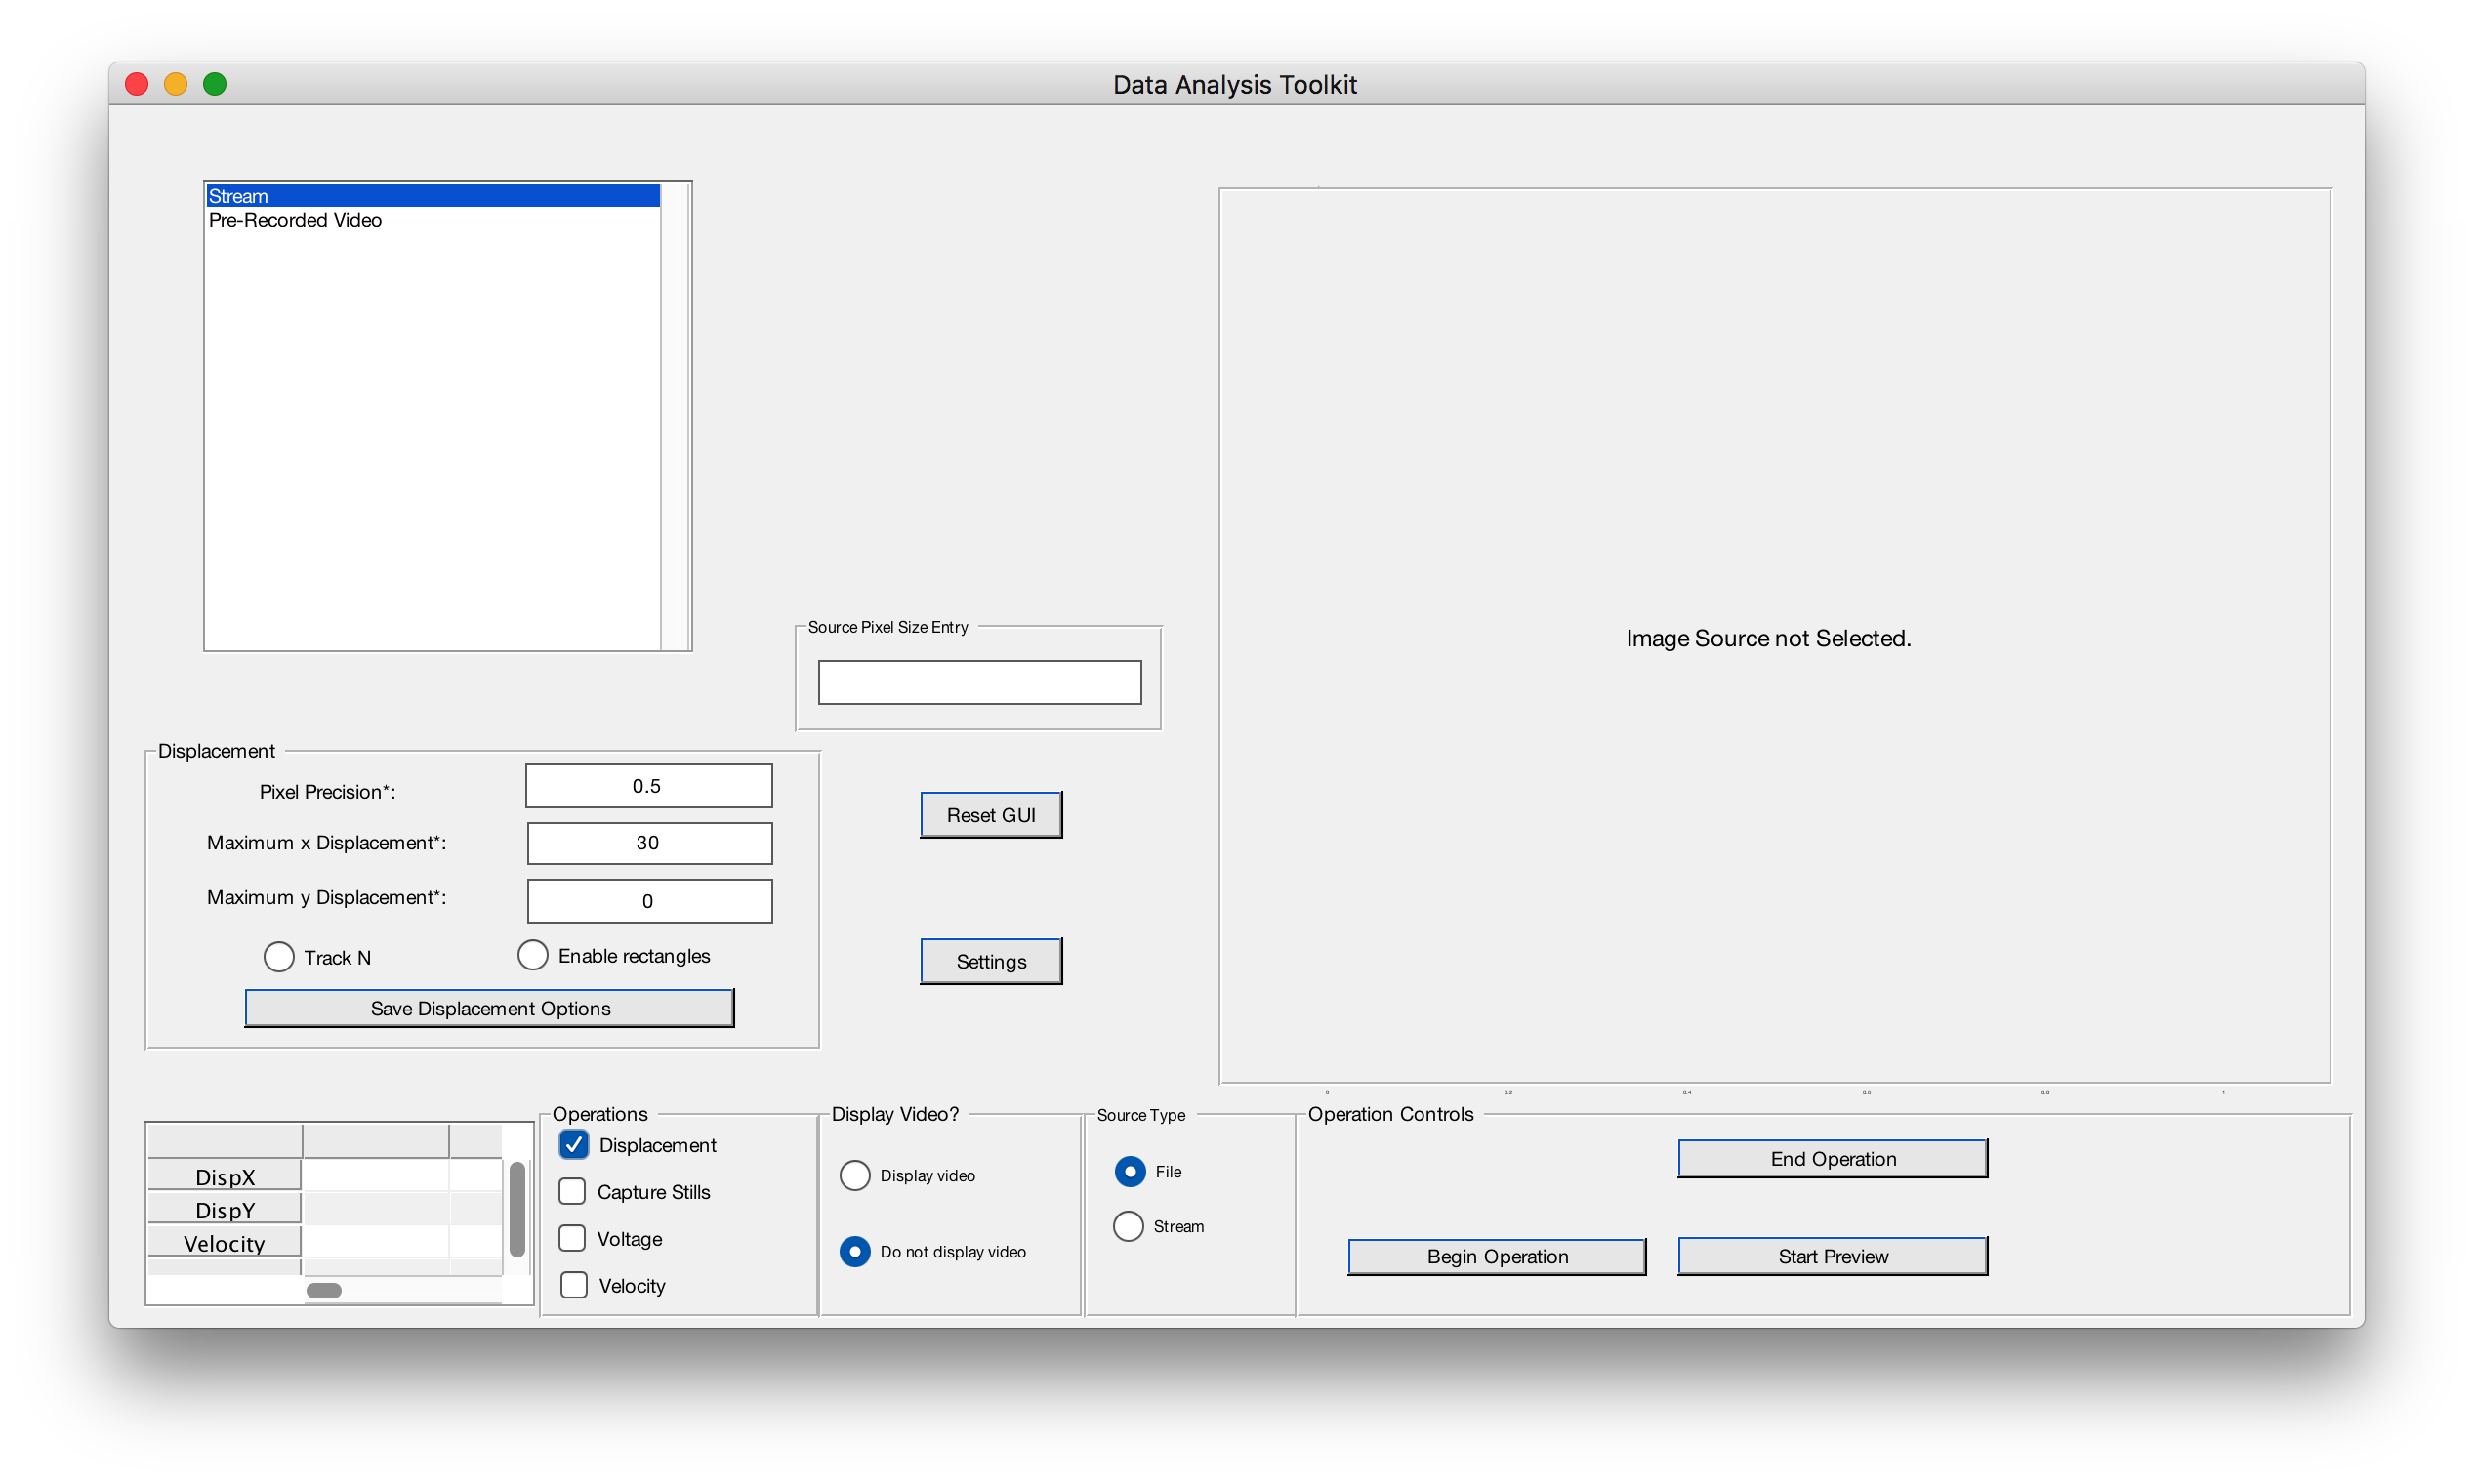 Data Analysis Toolkit
Stream
Pre-Recorded Video
Image Source not Selected.
Source Pixel Size Entry
Displacement
Pixel Precision*:
0.5
Maximum x Displacement*:
30
Maximum y Displacement*:
0
Track N
Enable rectangles
Save Displacement Options
Reset GUI
Settings
0 0.2 0.4 0.6 0.8 1
DispX
DispY
Velocity
Operations
Displacement
Capture Stills
Voltage
Velocity
Display Video?
Display video
Do not display video
Source Type
File
Stream
Operation Controls
End Operation
Begin Operation
Start Preview